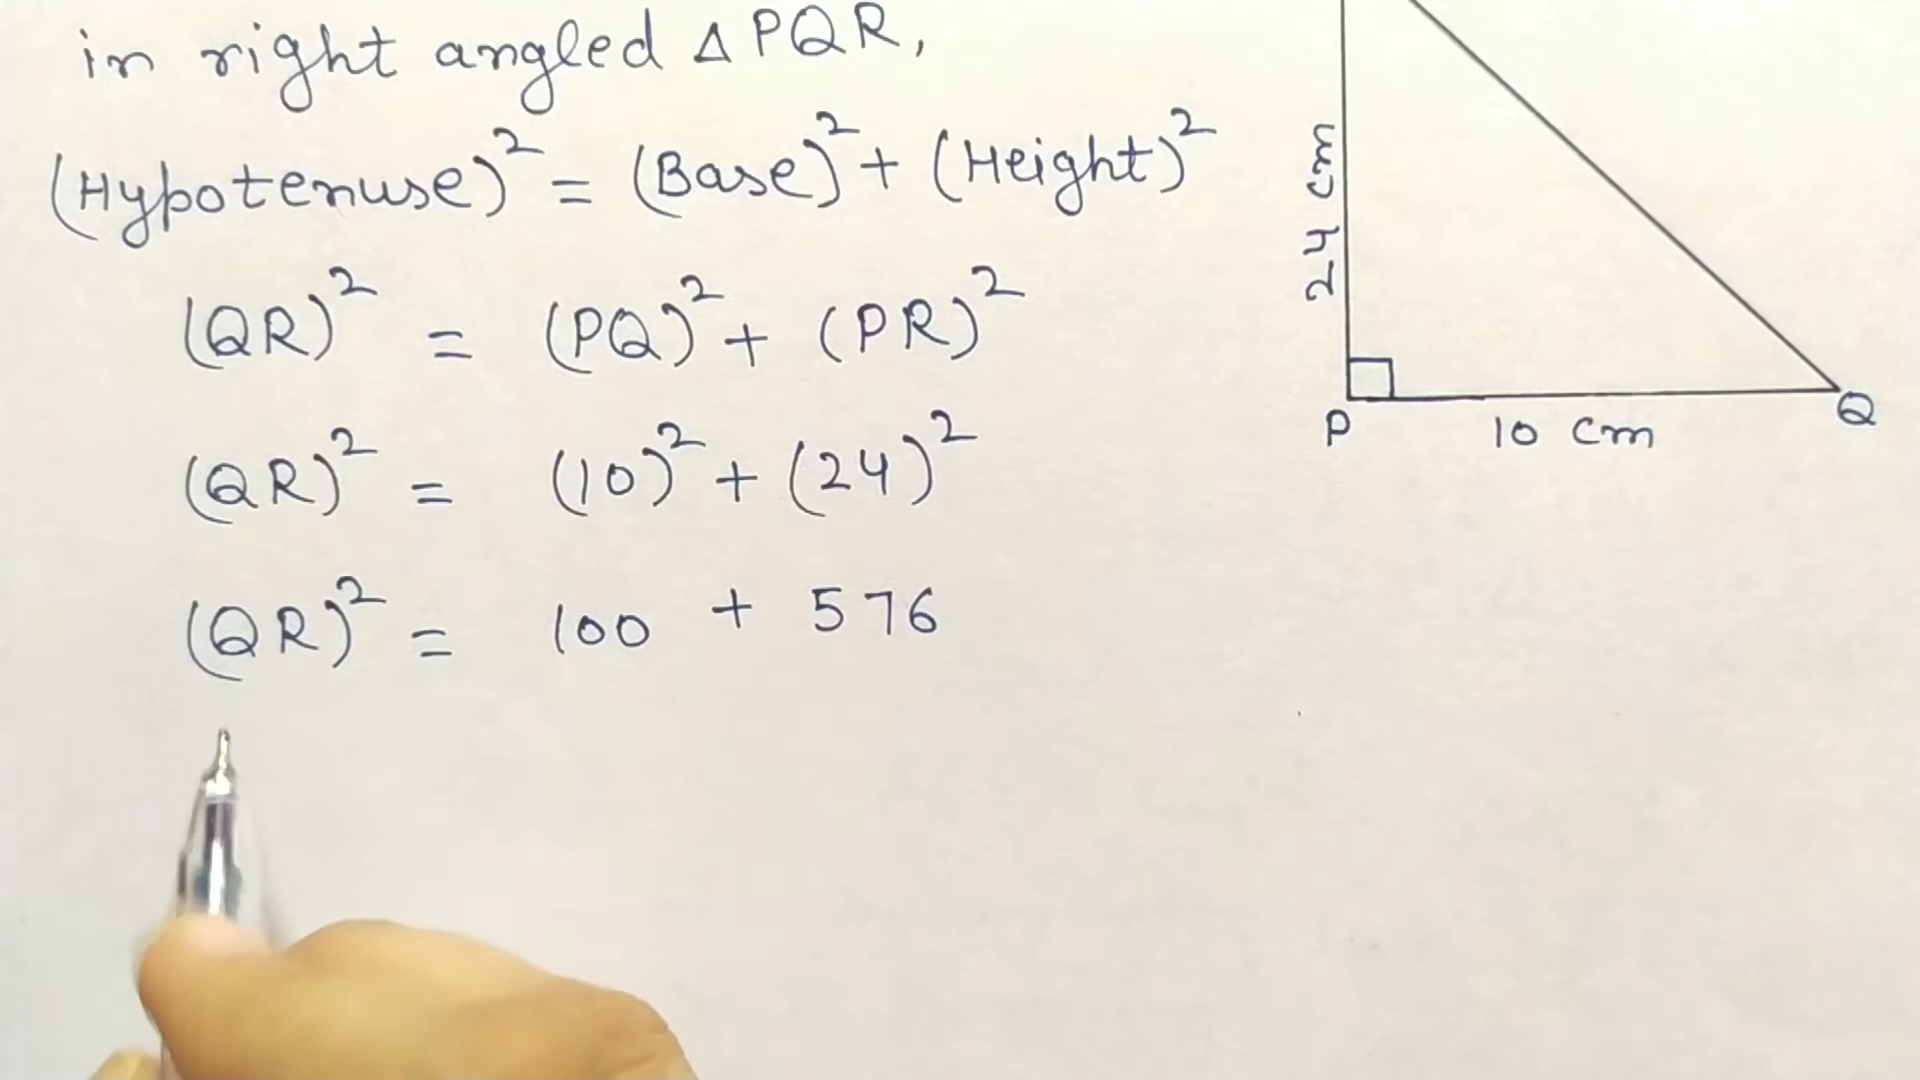 in right angled Δ PQR,
(Hypotenuse)² = (Base)² + (Height)²
(QR)² = (PQ)² + (PR)²
(QR)² = (10)² + (24)²
(QR)² = 100 + 576
24 cm
P 10 cm Q